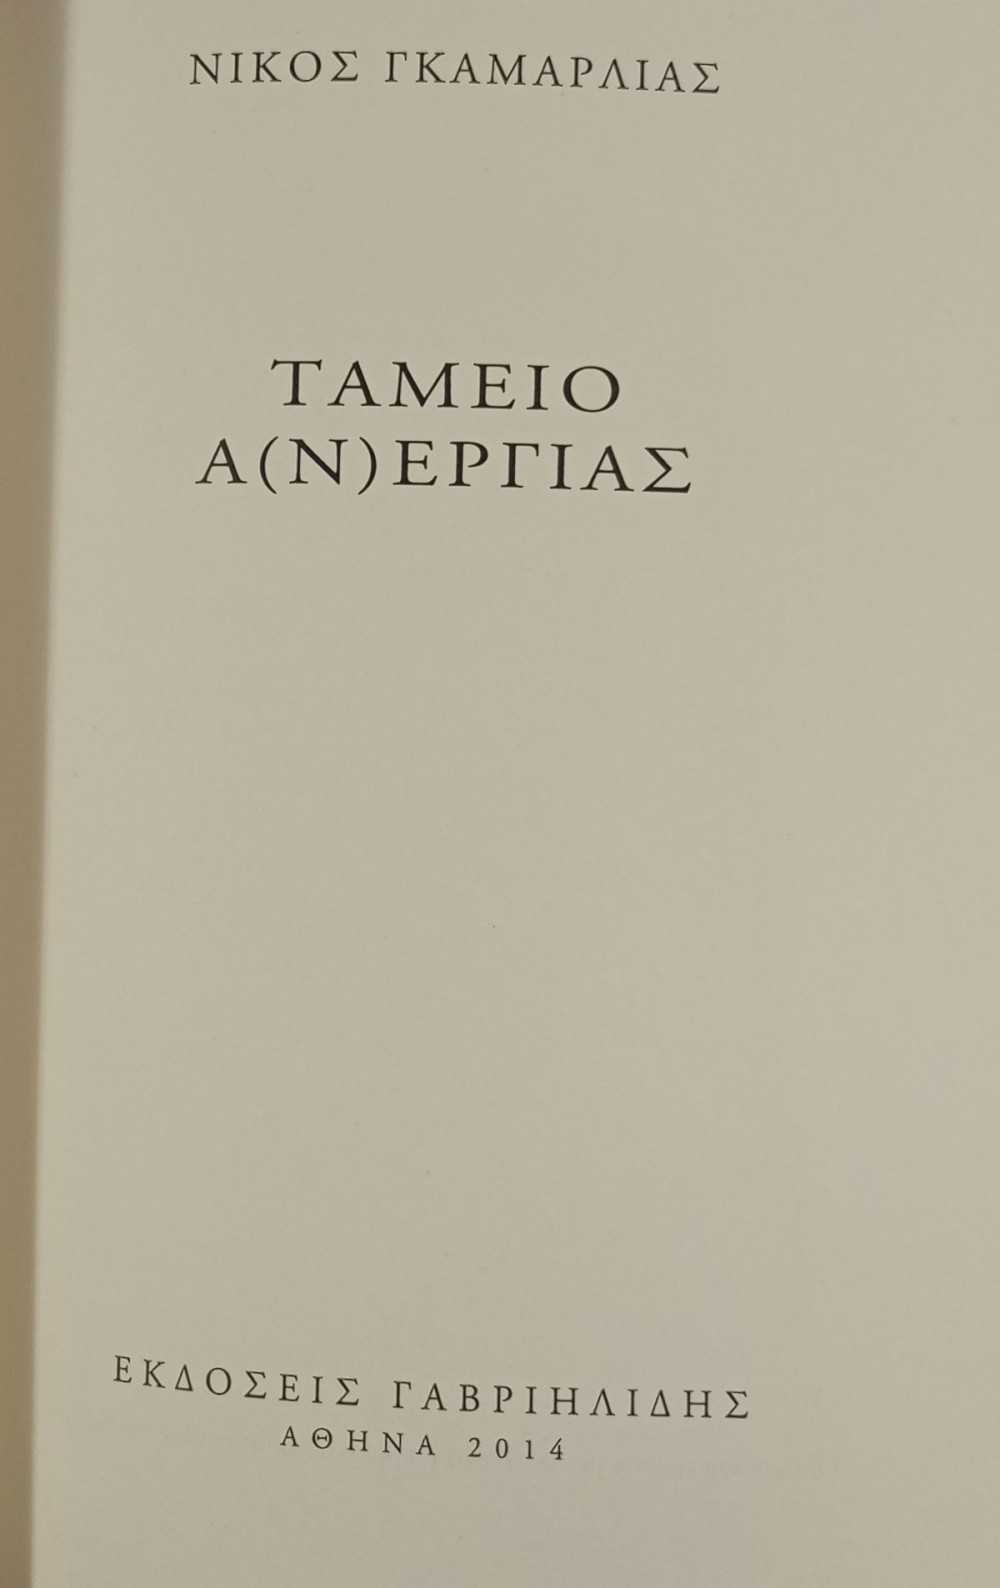 ΝΙΚΟΣ ΓΚΑΜΑΡΛΙΑΣ
ΤΑΜΕΙΟ
Α(Ν)ΕΡΓΙΑΣ
ΕΚΔΟΣΕΙΣ ΓΑΒΡΙΗΛΙΔΗΣ
ΑΘΗΝΑ 2014